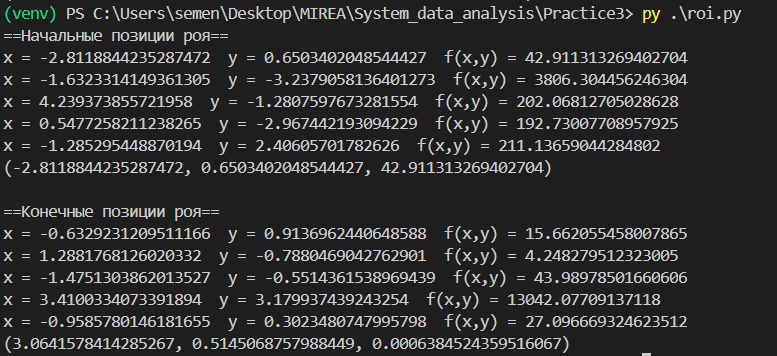 (venv) PS C:\Users\semen\Desktop\MIREA\System_data_analysis\Practice3> py .\roi.py
==Начальные позиции роя==
x = -2.8118844235287472  y = 0.6503402048544427  f(x,y) = 42.911313269402704
x = -1.6323314149361305  y = -3.2379058136401273  f(x,y) = 3806.304456246304
x = 4.239373855721958  y = -1.2807597673281554  f(x,y) = 202.06812705028628
x = 0.5477258211238265  y = -2.967442193094229  f(x,y) = 192.73007708957925
x = -1.285295448870194  y = 2.40605701782626  f(x,y) = 211.13659044284802
(-2.8118844235287472, 0.6503402048544427, 42.911313269402704)

==Конечные позиции роя==
x = -0.6329231209511166  y = 0.9136962440648588  f(x,y) = 15.662055458007865
x = 1.2881768126020332  y = -0.7880469042762901  f(x,y) = 4.248279512323005
x = -1.4751303862013527  y = -0.5514361538969439  f(x,y) = 43.98978501660606
x = 3.4100334073391894  y = 3.179937439243254  f(x,y) = 13042.07709137118
x = -0.9585780146181655  y = 0.3023480747995798  f(x,y) = 27.096669324623512
(3.0641578414285267, 0.5145068757988449, 0.0006384524359516067)